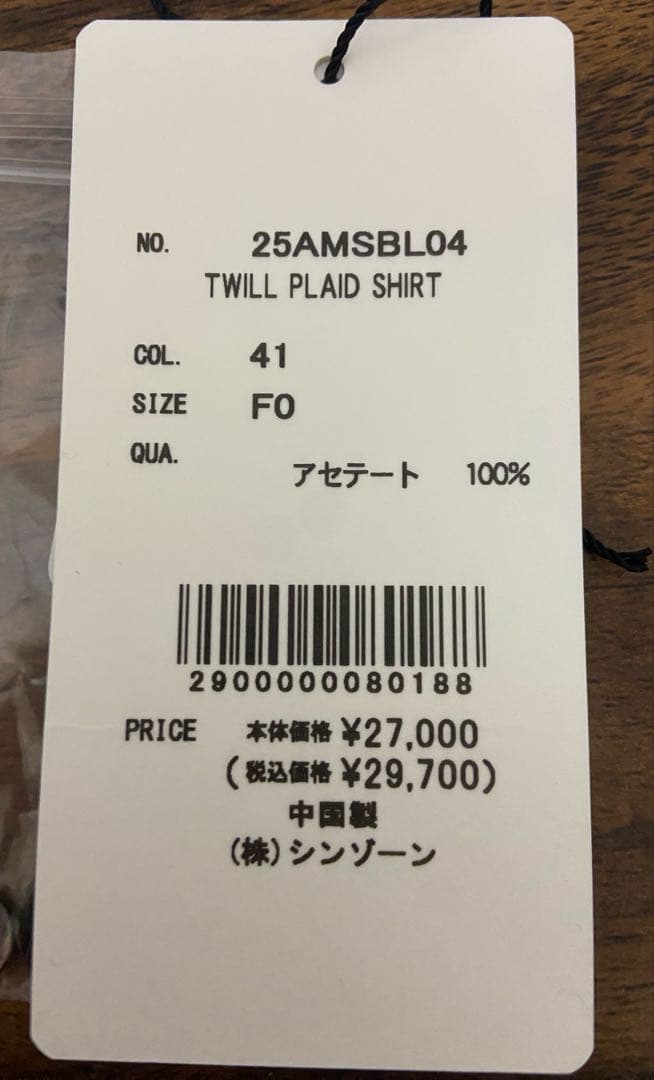 NO. 25AMSBL04
TWILL PLAID SHIRT
COL. 41
SIZE F0
QUA.
アセテート 100%
2900000080188
PRICE 本体価格 ¥27,000
(税込価格 ¥29,700)
中国製
(株)シンゾーン